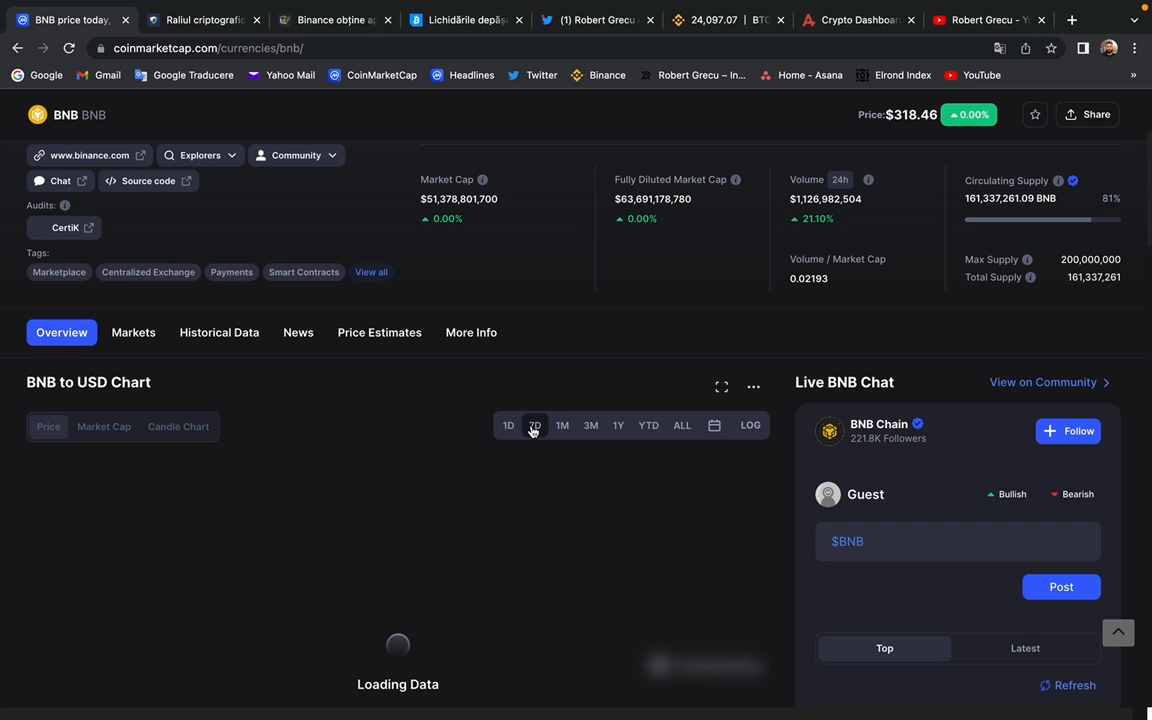 BNB price today,
Raliul criptografic
Binance obține ap
Lichidările depăș
(1) Robert Grecu c
24,097.07 | BTC
Crypto Dashboar
Robert Grecu - Yo
coinmarketcap.com/currencies/bnb/
Google
Gmail
Google Traducere
Yahoo Mail
CoinMarketCap
Headlines
Twitter
Binance
Robert Grecu – In...
Home - Asana
Elrond Index
YouTube
»
BNB BNB
Price: $318.46
0.00%
Share
www.binance.com
Explorers
Community
Chat
Source code
Audits:
CertiK
Tags:
Marketplace
Centralized Exchange
Payments
Smart Contracts
View all
Market Cap
$51,378,801,700
0.00%
Fully Diluted Market Cap
$63,691,178,780
0.00%
Volume 24h
$1,126,982,504
21.10%
Volume / Market Cap
0.02193
Circulating Supply
161,337,261.09 BNB 81%
Max Supply 200,000,000
Total Supply 161,337,261
Overview
Markets
Historical Data
News
Price Estimates
More Info
BNB to USD Chart
Price
Market Cap
Candle Chart
1D
7D
1M
3M
1Y
YTD
ALL
LOG
Loading Data
Live BNB Chat
View on Community
BNB Chain
221.8K Followers
Follow
Guest
Bullish
Bearish
$BNB
Post
Top
Latest
Refresh